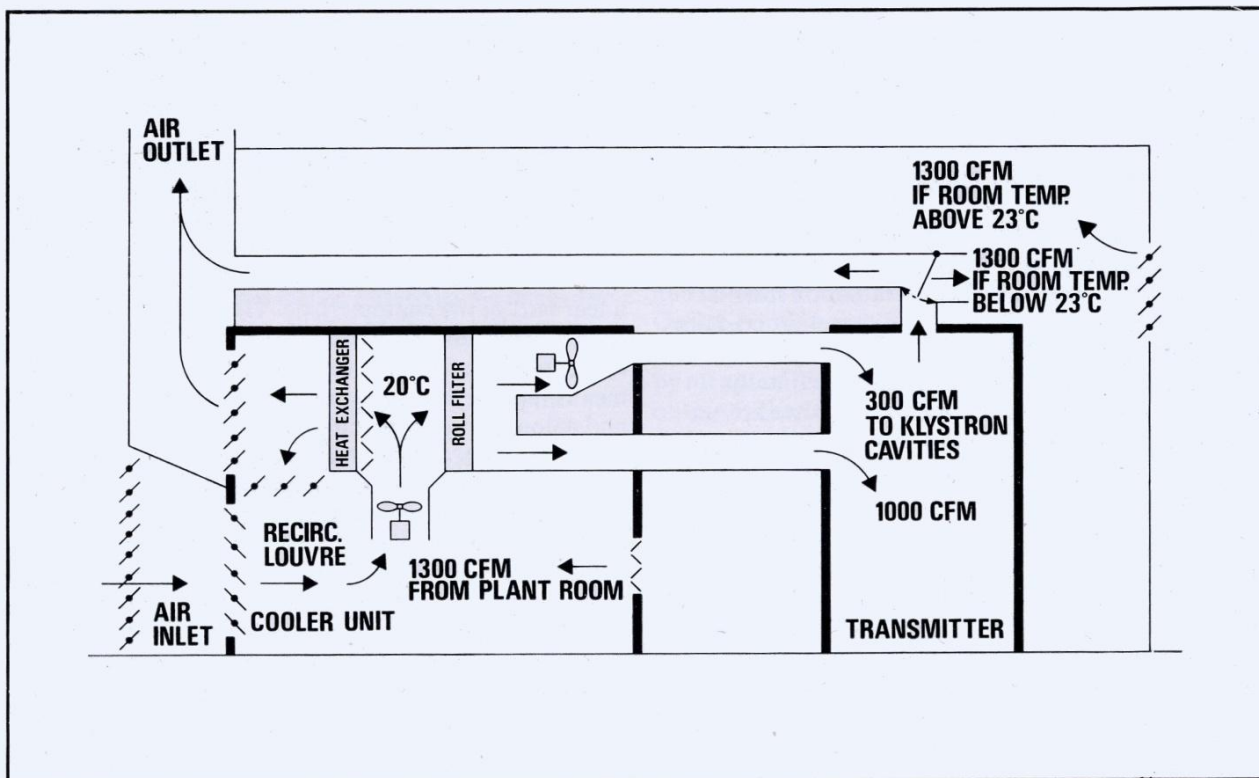 AIR
OUTLET
1300 CFM
IF ROOM TEMP.
ABOVE 23°C
1300 CFM
IF ROOM TEMP.
BELOW 23°C
HEAT EXCHANGER
20°C
ROLL FILTER
300 CFM
TO KLYSTRON
CAVITIES
1000 CFM
RECIRC.
LOUVRE
1300 CFM
FROM PLANT ROOM
AIR
INLET
COOLER UNIT
TRANSMITTER